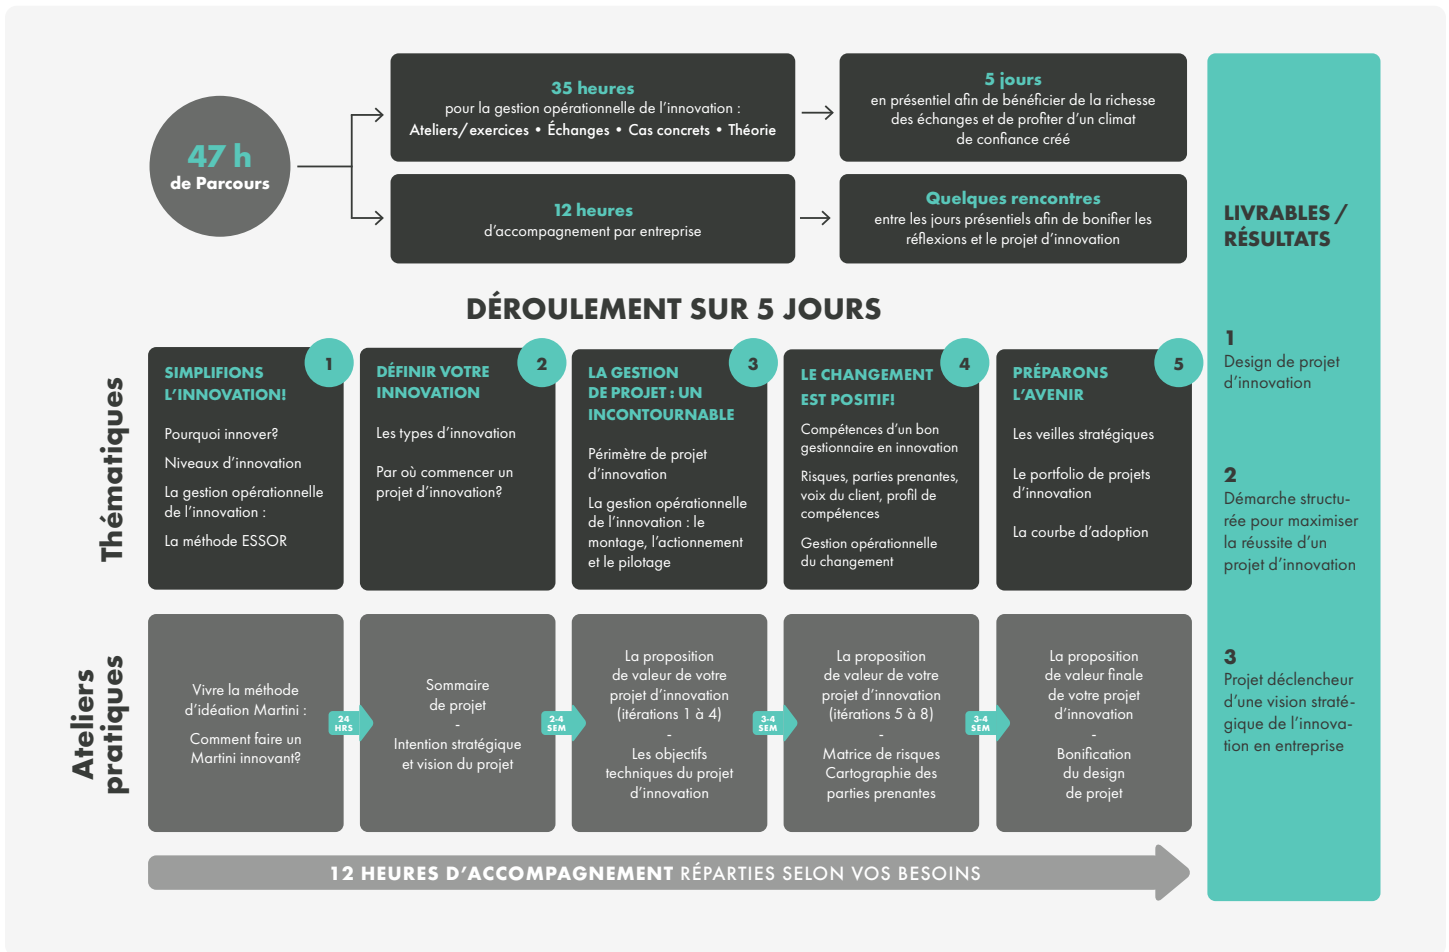 47 h
de Parcours
35 heures
pour la gestion opérationnelle de l'innovation :
Ateliers/exercices • Échanges • Cas concrets • Théorie
5 jours
en présentiel afin de bénéficier de la richesse
des échanges et de profiter d'un climat
de confiance créé
12 heures
d'accompagnement par entreprise
Quelques rencontres
entre les jours présentiels afin de bonifier les
réflexions et le projet d'innovation
DÉROULEMENT SUR 5 JOURS
Thématiques
SIMPLIFIONS
L'INNOVATION!
1
Pourquoi innover?
Niveaux d'innovation
La gestion opérationnelle
de l'innovation :
La méthode ESSOR
DÉFINIR VOTRE
INNOVATION
2
Les types d'innovation
Par où commencer un
projet d'innovation?
LA GESTION
DE PROJET : UN
INCONTOURNABLE
3
Périmètre de projet
d'innovation
La gestion opérationnelle
de l'innovation : le
montage, l'actionnement
et le pilotage
LE CHANGEMENT
EST POSITIF!
4
Compétences d'un bon
gestionnaire en innovation
Risques, parties prenantes,
voix du client, profil de
compétences
Gestion opérationnelle
du changement
PRÉPARONS
L'AVENIR
5
Les veilles stratégiques
Le portfolio de projets
d'innovation
La courbe d'adoption
Ateliers
pratiques
Vivre la méthode
d'idéation Martini :
Comment faire un
Martini innovant?
24
HRS
Sommaire
de projet
-
Intention stratégique
et vision du projet
2-4
SEM
La proposition
de valeur de votre
projet d'innovation
(itérations 1 à 4)
-
Les objectifs
techniques du projet
d'innovation
3-4
SEM
La proposition
de valeur de votre
projet d'innovation
(itérations 5 à 8)
-
Matrice de risques
Cartographie des
parties prenantes
3-4
SEM
La proposition
de valeur finale
de votre projet
d'innovation
-
Bonification
du design
de projet
12 HEURES D'ACCOMPAGNEMENT RÉPARTIES SELON VOS BESOINS
LIVRABLES /
RÉSULTATS
1
Design de projet
d'innovation
2
Démarche structu-
rée pour maximiser
la réussite d'un
projet d'innovation
3
Projet déclencheur
d'une vision straté-
gique de l'innova-
tion en entreprise